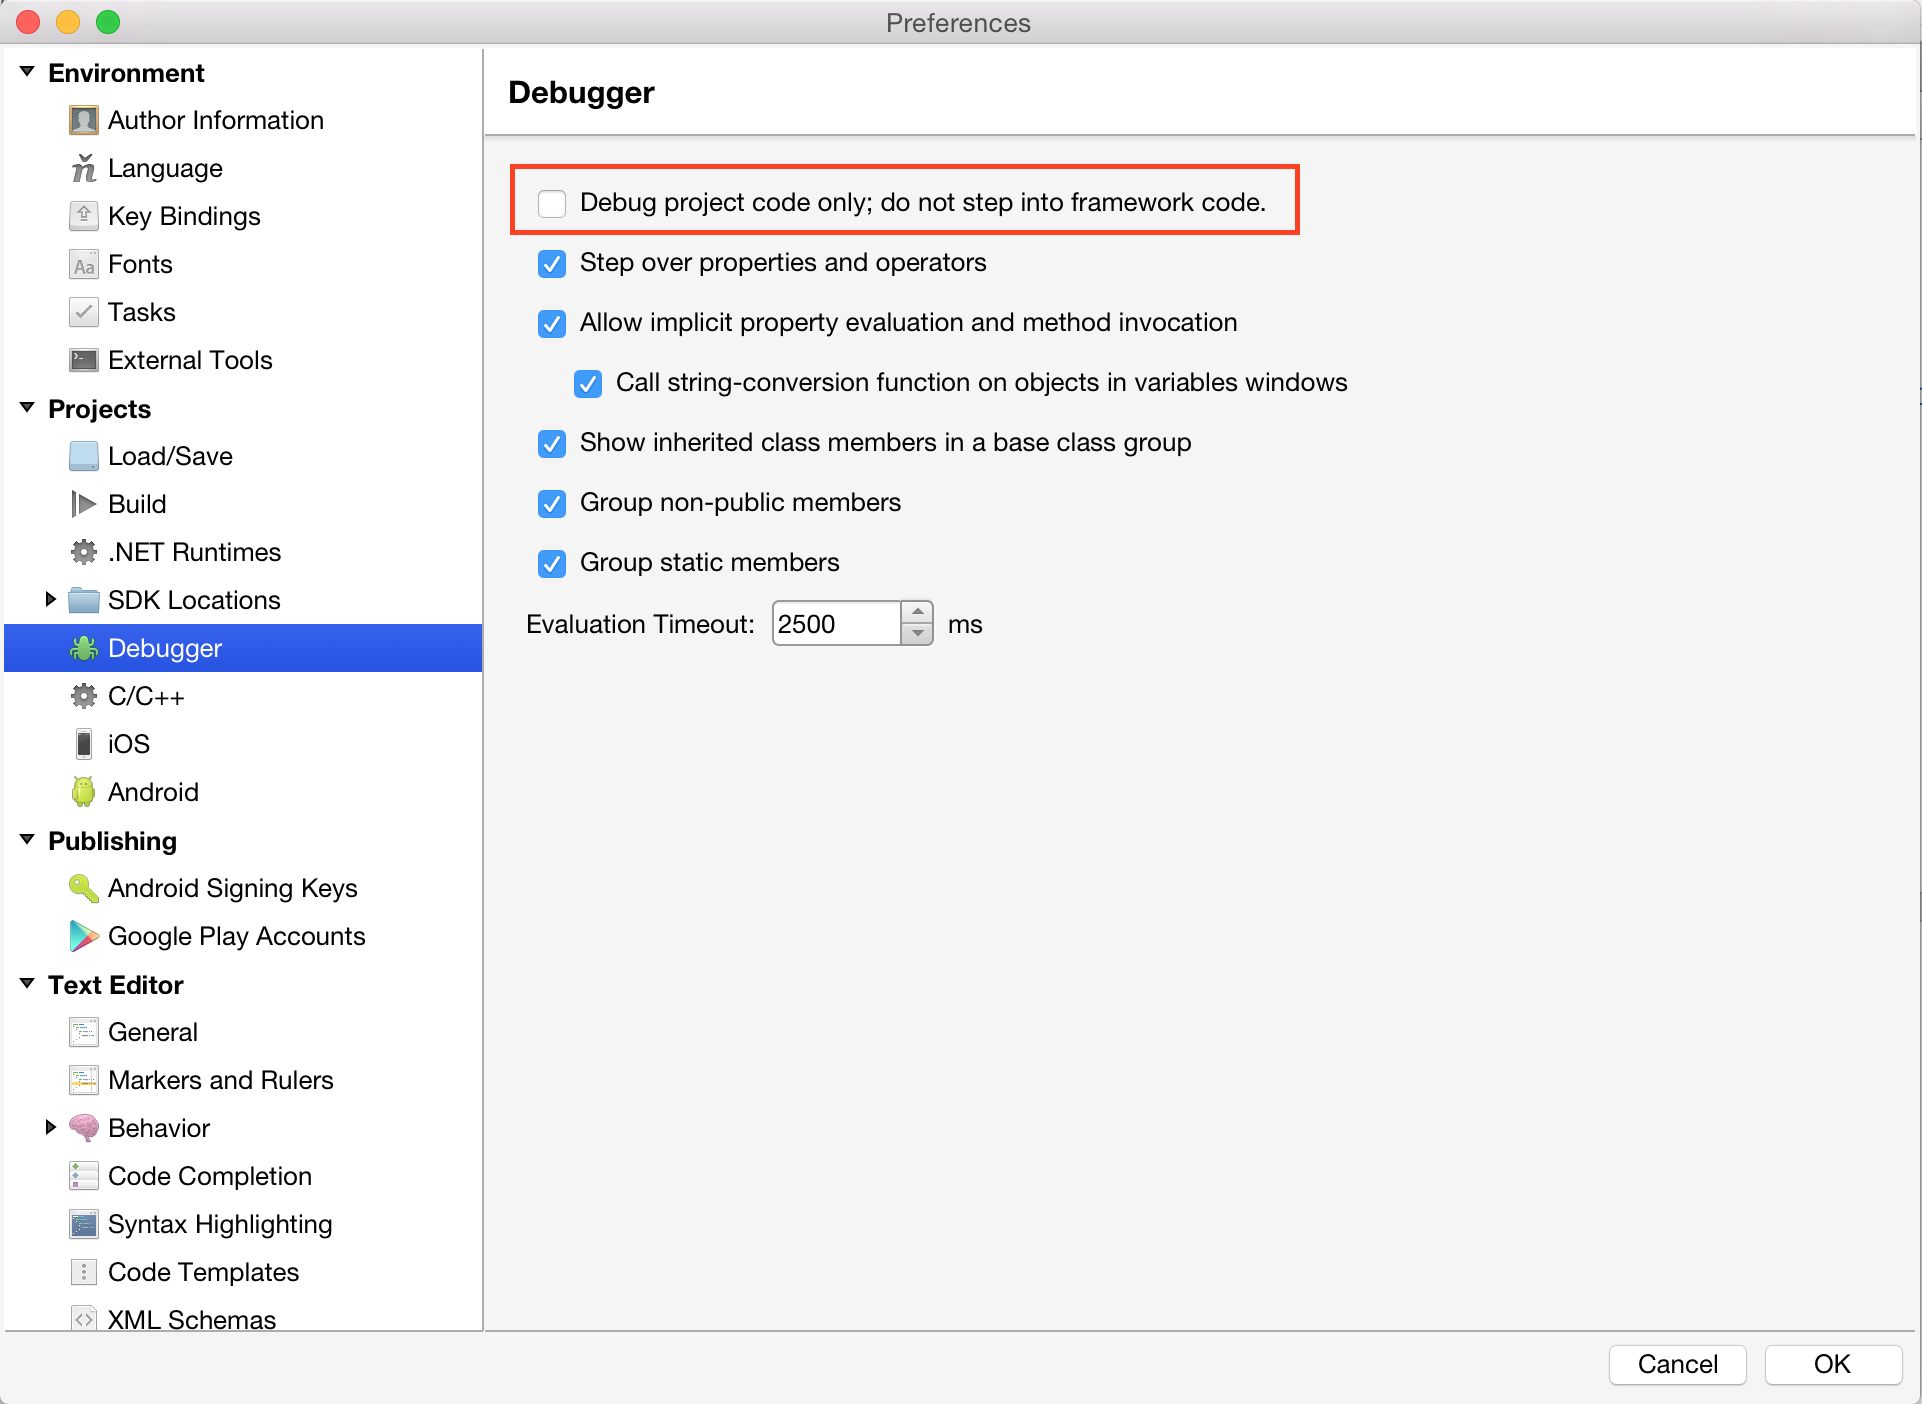 Preferences
Environment
Author Information
Language
Key Bindings
Fonts
Tasks
External Tools
Projects
Load/Save
Build
.NET Runtimes
SDK Locations
Debugger
C/C++
iOS
Android
Publishing
Android Signing Keys
Google Play Accounts
Text Editor
General
Markers and Rulers
Behavior
Code Completion
Syntax Highlighting
Code Templates
XML Schemas
Debugger
Debug project code only; do not step into framework code.
Step over properties and operators
Allow implicit property evaluation and method invocation
Call string-conversion function on objects in variables windows
Show inherited class members in a base class group
Group non-public members
Group static members
Evaluation Timeout: 2500 ms
Cancel OK